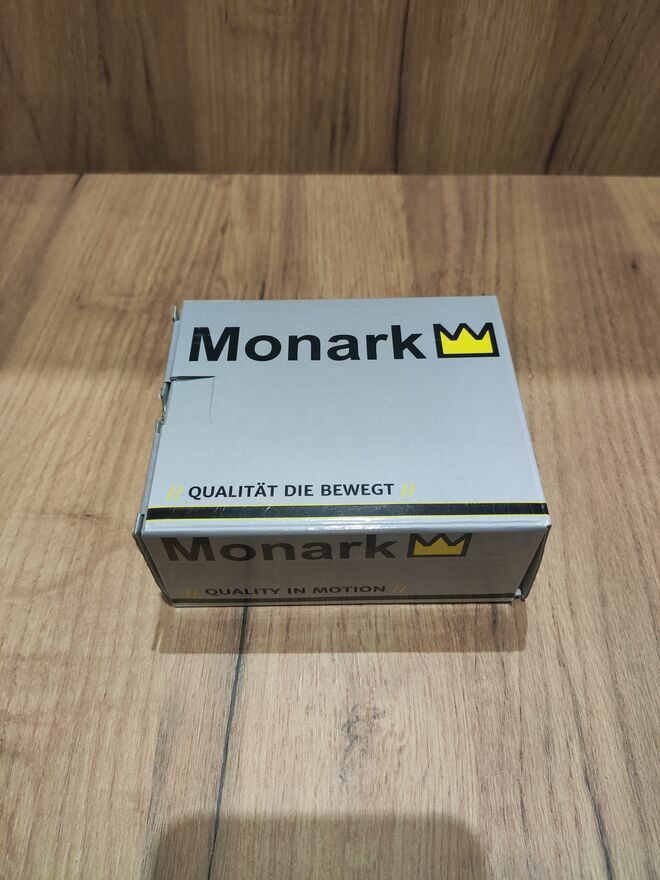 Monark
// QUALITÄT DIE BEWEGT //
Monark
// QUALITY IN MOTION //